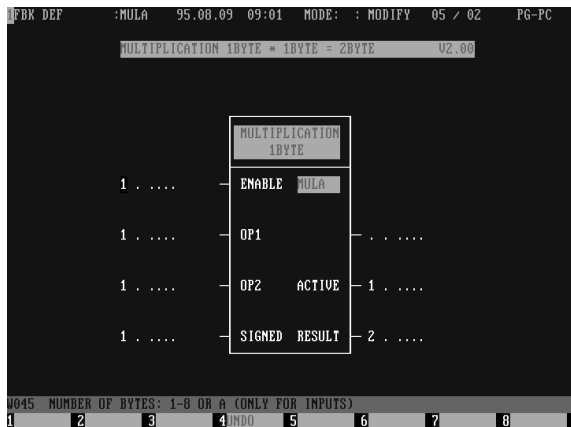 1FBK DEF :MULA 95.08.09 09:01 MODE: : MODIFY 05 / 02 PG-PC
MULTIPLICATION 1BYTE * 1BYTE = 2BYTE V2.00
MULTIPLICATION
1BYTE
1 . .... ENABLE MULA
1 . .... OP1 . . ....
1 . .... OP2 ACTIVE 1 . ....
1 . .... SIGNED RESULT 2 . ....
W045 NUMBER OF BYTES: 1-8 OR A (ONLY FOR INPUTS)
1 2 3 4UNDO 5 6 7 8